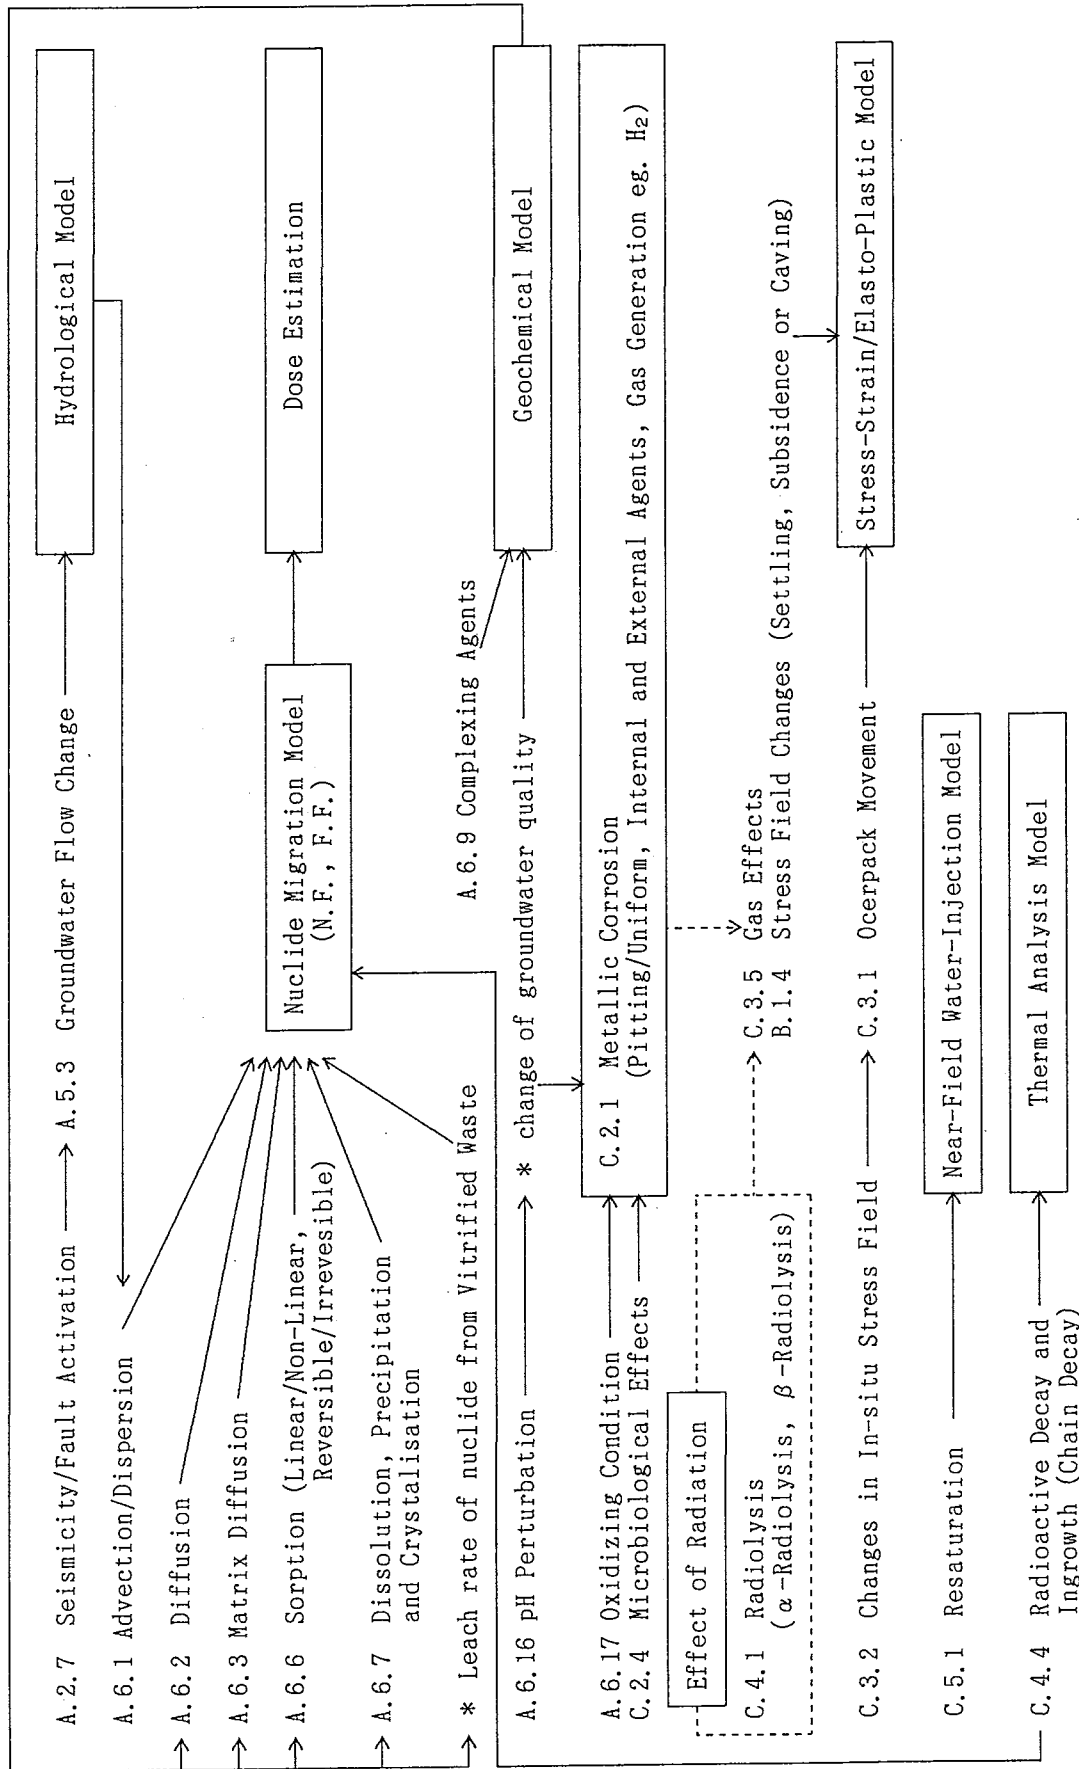 A.2.7 Seismicity/Fault Activation
A.5.3 Groundwater Flow Change
Hydrological Model
A.6.1 Advection/Dispersion
A.6.2 Diffusion
A.6.3 Matrix Diffusion
A.6.6 Sorption (Linear/Non-Linear,
Reversible/Irrevesible)
A.6.7 Dissolution, Precipitation
and Crystalisation
* Leach rate of nuclide from Vitrified Waste
Nuclide Migration Model
(N.F., F.F.)
Dose Estimation
A.6.9 Complexing Agents
A.6.16 pH Perturbation
* change of groundwater quality
Geochemical Model
A.6.17 Oxidizing Condition
C.2.4 Microbiological Effects
C.2.1 Metallic Corrosion
(Pitting/Uniform, Internal and External Agents, Gas Generation eg. H₂)
Effect of Radiation
C.4.1 Radiolysis
(α-Radiolysis, β-Radiolysis)
C.3.5 Gas Effects
B.1.4 Stress Field Changes (Settling, Subsidence or Caving)
C.3.2 Changes in In-situ Stress Field
C.3.1 Ocerpack Movement
Stress-Strain/Elasto-Plastic Model
C.5.1 Resaturation
Near-Field Water-Injection Model
C.4.4 Radioactive Decay and
Ingrowth (Chain Decay)
Thermal Analysis Model